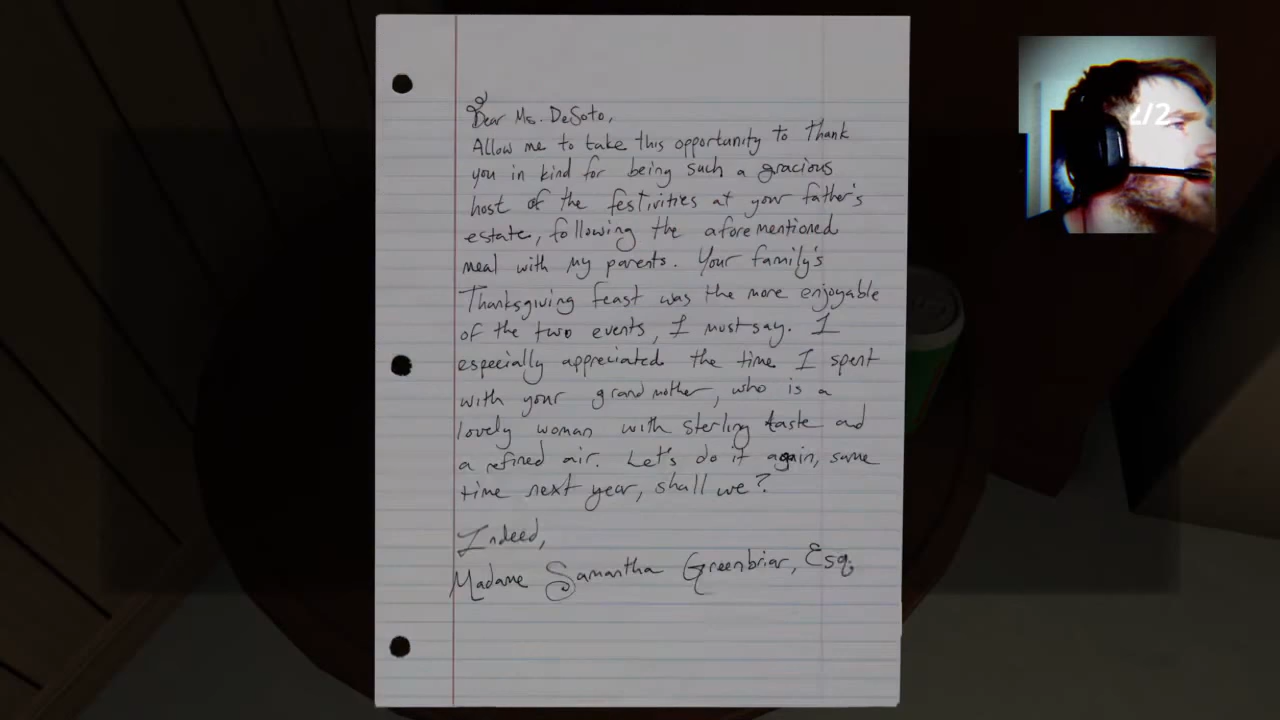 Dear Ms. DeSoto,
Allow me to take this opportunity to thank
you in kind for being such a gracious
host of the festivities at your father's
estate, following the aforementioned
meal with my parents. Your family's
Thanksgiving feast was the more enjoyable
of the two events, I must say. I
especially appreciated the time I spent
with your grandmother, who is a
lovely woman with sterling taste and
a refined air. Let's do it again, same
time next year, shall we?
Indeed,
Madame Samantha Greenbriar, Esq.
2/2